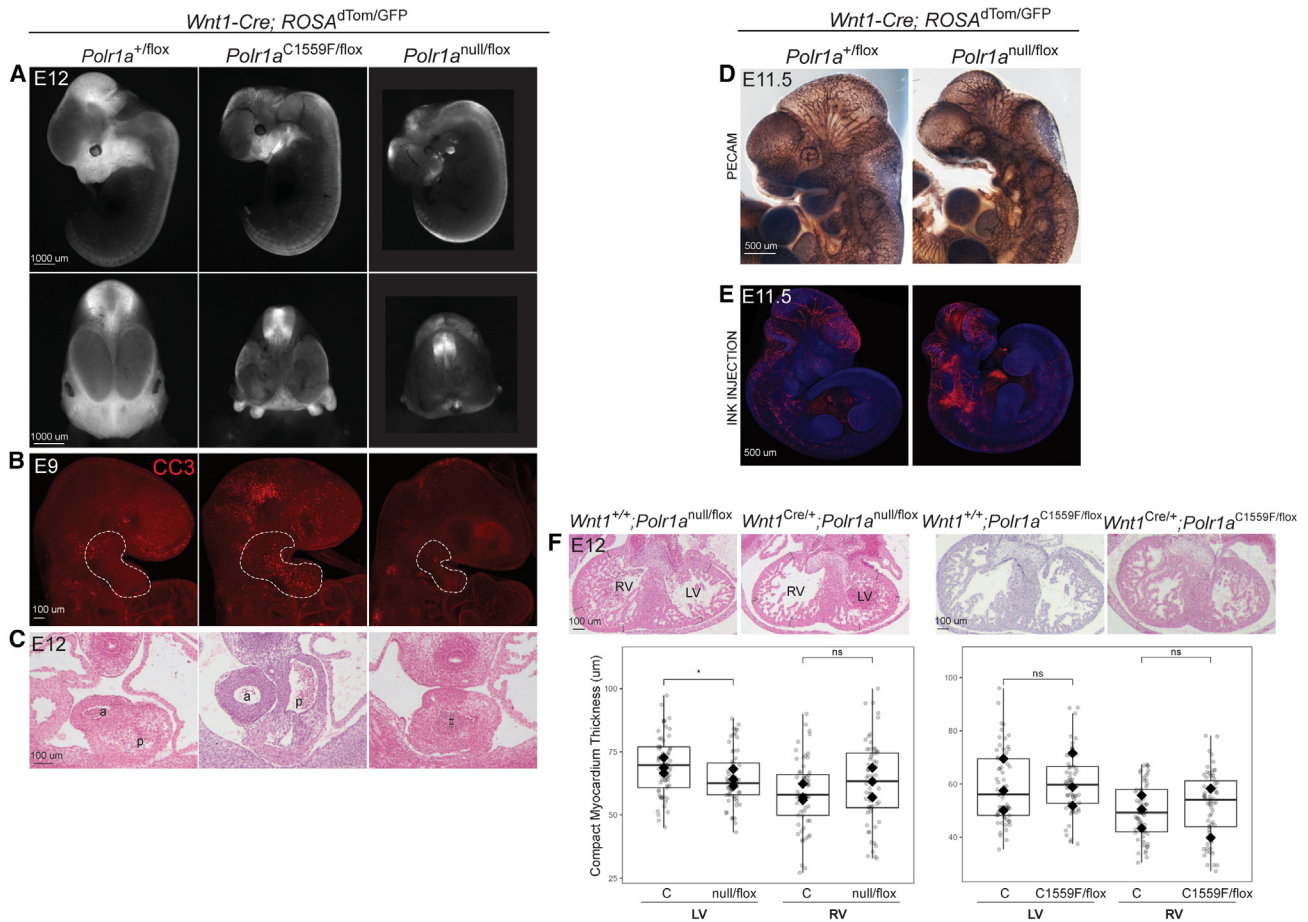 Wnt1-Cre; ROSAdTom/GFP
Polr1a+/flox
Polr1aC1559F/flox
Polr1anull/flox
A
E12
1000 um
1000 um
B
E9
CC3
100 um
C
E12
a
p
a
p
100 um
Wnt1-Cre; ROSAdTom/GFP
Polr1a+/flox
Polr1anull/flox
D
E11.5
PECAM
500 um
E
E11.5
INK INJECTION
500 um
Wnt1+/+;Polr1anull/flox
Wnt1Cre/+;Polr1anull/flox
Wnt1+/+;Polr1aC1559F/flox
Wnt1Cre/+;Polr1aC1559F/flox
F
E12
RV
LV
RV
LV
100 um
100 um
Compact Myocardium Thickness (um)
100
75
50
25
*
ns
C
null/flox
C
null/flox
LV
RV
80
60
40
ns
ns
C
C1559F/flox
C
C1559F/flox
LV
RV